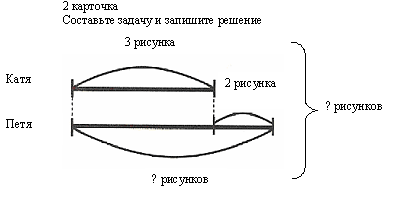 2 карточка
Составьте задачу и запишите решение
3 рисунка
Катя
2 рисунка
? рисунков
Петя
? рисунков